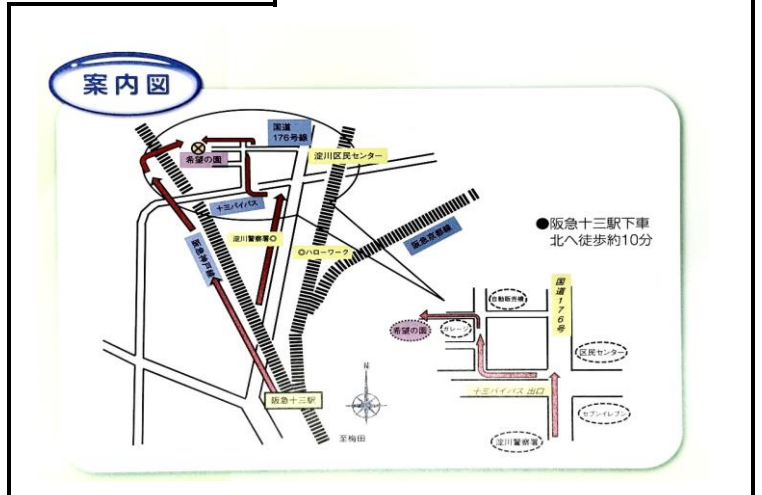 案内図
国道
176号線
希望の園
淀川区民センター
十三バイパス
淀川警察署◎
◎ハローワーク
阪急神戸線
阪急京都線
●阪急十三駅下車
北へ徒歩約10分
自動販売機
国道176号
希望の園
ガレージ
区民センター
十三バイパス 出口
セブンイレブン
淀川警察署
阪急十三駅
至梅田